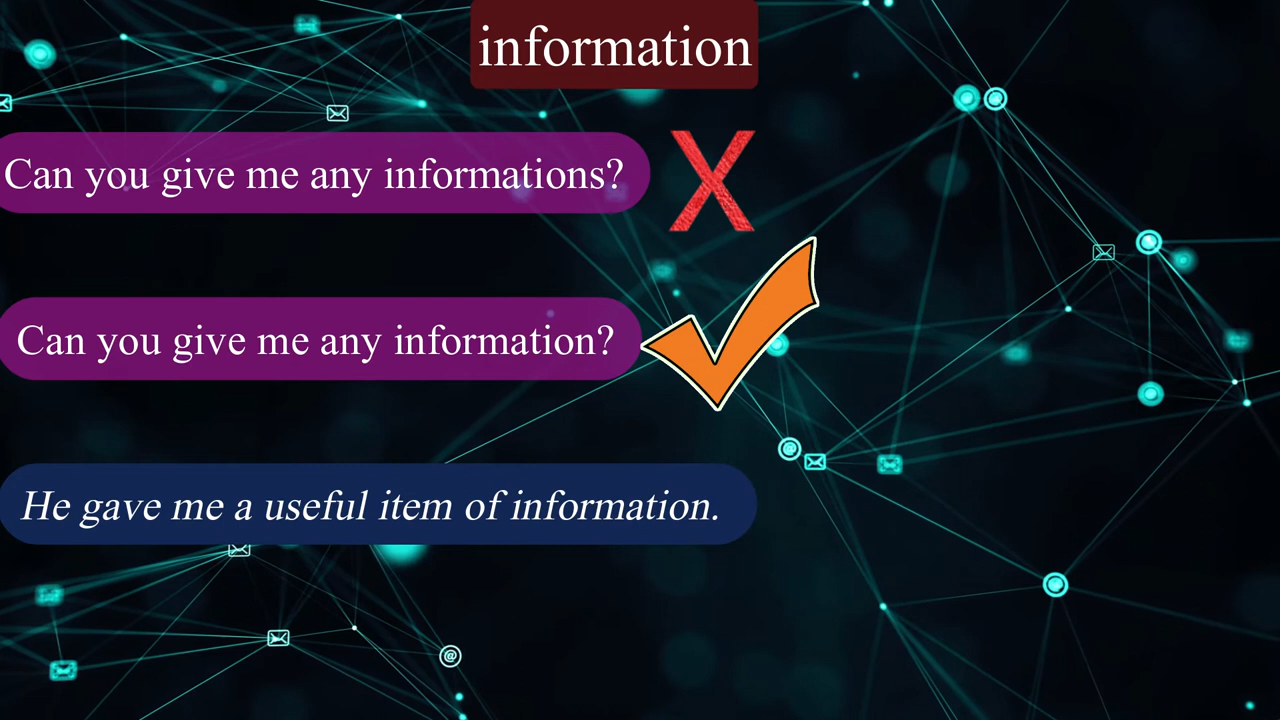 information
Can you give me any informations?
Can you give me any information?
He gave me a useful item of information.